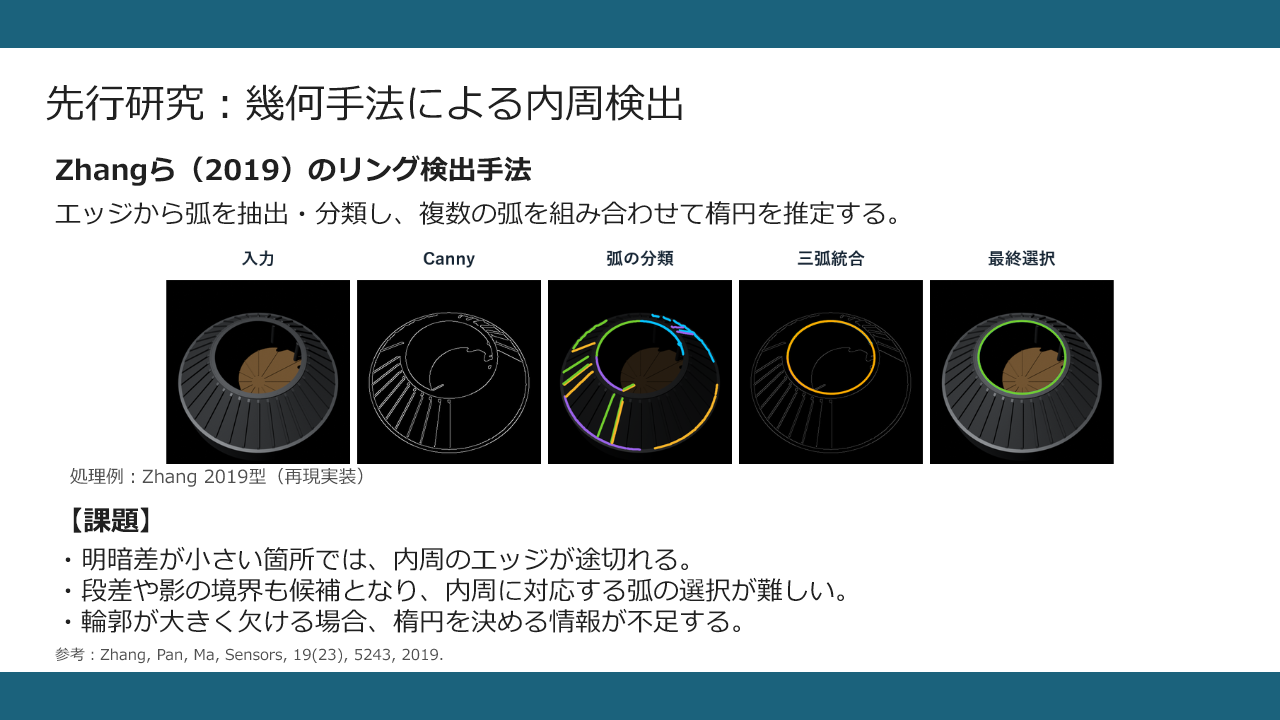 先行研究：幾何手法による内周検出
Zhangら（2019）のリング検出手法
エッジから弧を抽出・分類し、複数の弧を組み合わせて楕円を推定する。
入力 Canny 弧の分類 三弧統合 最終選択
処理例：Zhang 2019型（再現実装）
【課題】
・明暗差が小さい箇所では、内周のエッジが途切れる。
・段差や影の境界も候補となり、内周に対応する弧の選択が難しい。
・輪郭が大きく欠ける場合、楕円を決める情報が不足する。
参考：Zhang, Pan, Ma, Sensors, 19(23), 5243, 2019.